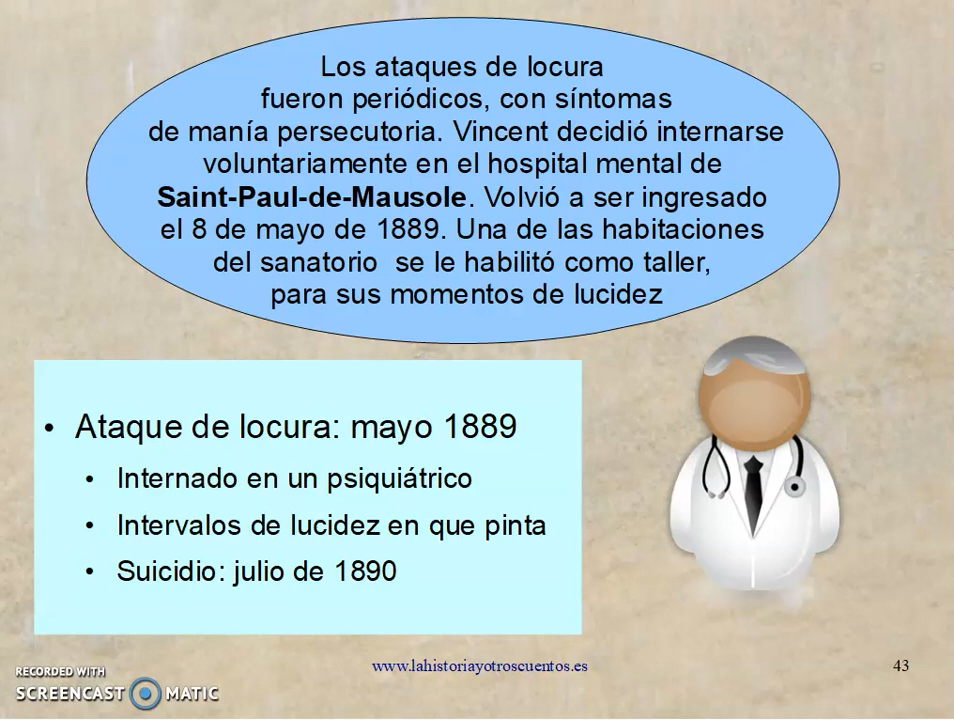 Los ataques de locura
fueron periódicos, con síntomas
de manía persecutoria. Vincent decidió internarse
voluntariamente en el hospital mental de
Saint-Paul-de-Mausole. Volvió a ser ingresado
el 8 de mayo de 1889. Una de las habitaciones
del sanatorio se le habilitó como taller,
para sus momentos de lucidez
• Ataque de locura: mayo 1889
• Internado en un psiquiátrico
• Intervalos de lucidez en que pinta
• Suicidio: julio de 1890
www.lahistoriayotroscuentos.es
43
RECORDED WITH
SCREENCAST MATIC